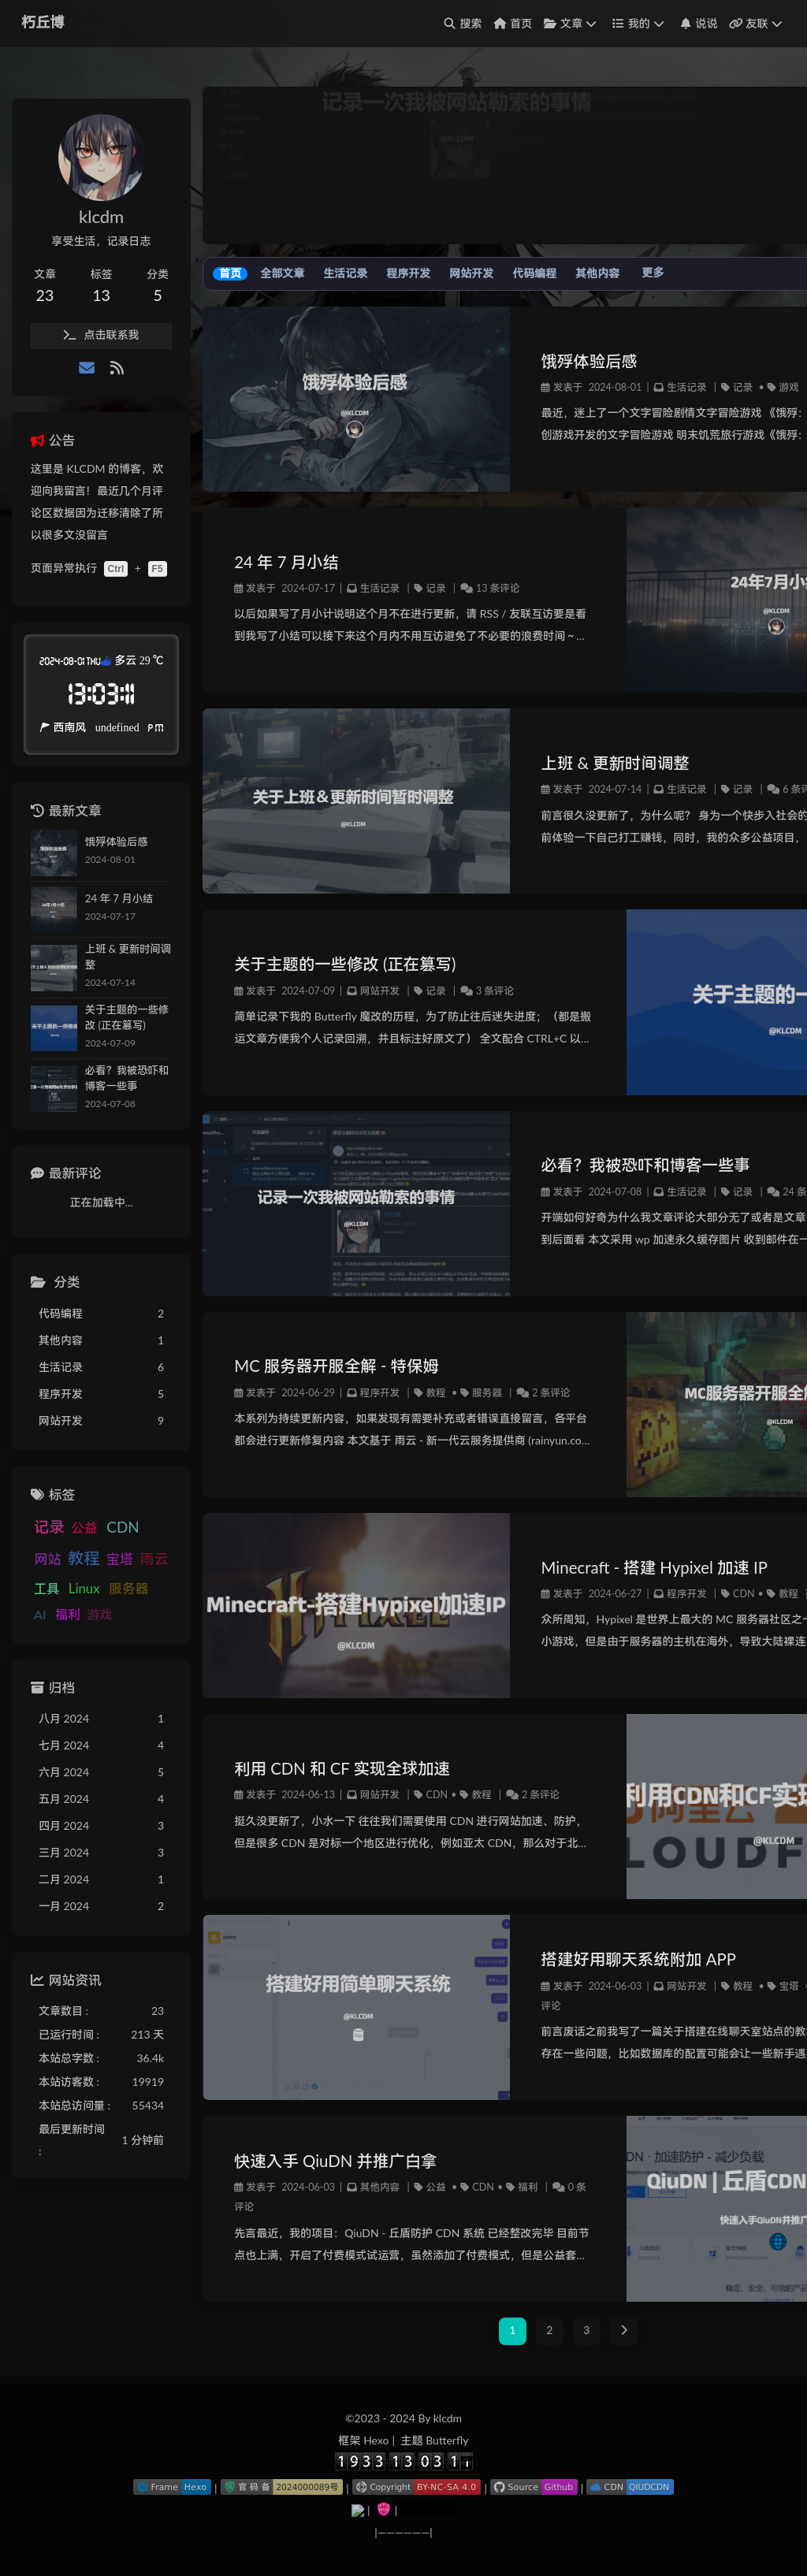 朽丘博
搜索 首页 文章 我的 说说 友联
记录一次我被网站勒索的事情
@KLCDM
klcdm
享受生活，记录日志
文章 标签 分类
23 13 5
点击联系我
公告
这里是 KLCDM 的博客，欢
迎向我留言！最近几个月评
论区数据因为迁移清除了所
以很多文没留言
页面异常执行 Ctrl + F5
2024-08-01 THU 多云 29 ℃
13:03:11
西南风 undefined PM
最新文章
饿殍体验后感
2024-08-01
24 年 7 月小结
2024-07-17
上班 & 更新时间调
整
2024-07-14
关于主题的一些修
改 (正在篡写)
2024-07-09
必看？我被恐吓和
博客一些事
2024-07-08
最新评论
正在加载中...
分类
代码编程 2
其他内容 1
生活记录 6
程序开发 5
网站开发 9
标签
记录 公益 CDN
网站 教程 宝塔 雨云
工具 Linux 服务器
AI 福利 游戏
归档
八月 2024 1
七月 2024 4
六月 2024 5
五月 2024 4
四月 2024 3
三月 2024 3
二月 2024 1
一月 2024 2
网站资讯
文章数目 : 23
已运行时间 : 213 天
本站总字数 : 36.4k
本站访客数 : 19919
本站总访问量 : 55434
最后更新时间
: 1 分钟前
首页 全部文章 生活记录 程序开发 网站开发 代码编程 其他内容 更多
饿殍体验后感
@KLCDM
饿殍体验后感
发表于 2024-08-01 | 生活记录 | 记录 • 游戏
最近，迷上了一个文字冒险剧情文字冒险游戏 《饿殍：
创游戏开发的文字冒险游戏 明末饥荒旅行游戏《饿殍：
24 年 7 月小结
发表于 2024-07-17 | 生活记录 | 记录 | 13 条评论
以后如果写了月小计说明这个月不在进行更新，请 RSS / 友联互访要是看
到我写了小结可以接下来这个月内不用互访避免了不必要的浪费时间 ~ ...
24年7月小
@KLCDM
关于上班&更新时间暂时调整
@KLCDM
上班 & 更新时间调整
发表于 2024-07-14 | 生活记录 | 记录 | 6 条评
前言很久没更新了，为什么呢？ 身为一个快步入社会的
前体验一下自己打工赚钱，同时，我的众多公益项目，
关于主题的一些修改 (正在篡写)
发表于 2024-07-09 | 网站开发 | 记录 | 3 条评论
简单记录下我的 Butterfly 魔改的历程，为了防止往后迷失进度；（都是搬
运文章方便我个人记录回溯，并且标注好原文了） 全文配合 CTRL+C 以...
关于主题的一
@KLCDM
记录一次我被网站勒索的事情
@KLCDM
必看？我被恐吓和博客一些事
发表于 2024-07-08 | 生活记录 | 记录 | 24 条
开端如何好奇为什么我文章评论大部分无了或者是文章
到后面看 本文采用 wp 加速永久缓存图片 收到邮件在一
MC 服务器开服全解 - 特保姆
发表于 2024-06-29 | 程序开发 | 教程 • 服务器 | 2 条评论
本系列为持续更新内容，如果发现有需要补充或者错误直接留言，各平台
都会进行更新修复内容 本文基于 雨云 - 新一代云服务提供商 (rainyun.co...
MC服务器开服全解
@KLCDM
Minecraft-搭建Hypixel加速IP
@KLCDM
Minecraft - 搭建 Hypixel 加速 IP
发表于 2024-06-27 | 程序开发 | CDN • 教程 |
众所周知，Hypixel 是世界上最大的 MC 服务器社区之一
小游戏，但是由于服务器的主机在海外，导致大陆裸连
利用 CDN 和 CF 实现全球加速
发表于 2024-06-13 | 网站开发 | CDN • 教程 | 2 条评论
挺久没更新了，小水一下 往往我们需要使用 CDN 进行网站加速、防护，
但是很多 CDN 是对标一个地区进行优化，例如亚太 CDN，那么对于北...
利用CDN和CF实
@KLCDM
搭建好用简单聊天系统
@KLCDM
搭建好用聊天系统附加 APP
发表于 2024-06-03 | 网站开发 | 教程 • 宝塔 •
评论
前言废话之前我写了一篇关于搭建在线聊天室站点的教
存在一些问题，比如数据库的配置可能会让一些新手遇
快速入手 QiuDN 并推广白拿
发表于 2024-06-03 | 其他内容 | 公益 • CDN • 福利 | 0 条
评论
先言最近，我的项目：QiuDN - 丘盾防护 CDN 系统 已经整改完毕 目前节
点也上满，开启了付费模式试运营，虽然添加了付费模式，但是公益套...
DN · 加速防护 - 减少负载
QiuDN | 丘盾CDN
快速入手QiuDN并推广
稳定、安全、可信的产品
1 2 3
©2023 - 2024 By klcdm
框架 Hexo | 主题 Butterfly
1933 13 03 1
Frame Hexo | 官 码 备 2024000089号 | Copyright BY-NC-SA 4.0 | Source Github | CDN QIUDCDN
| |
|——————|